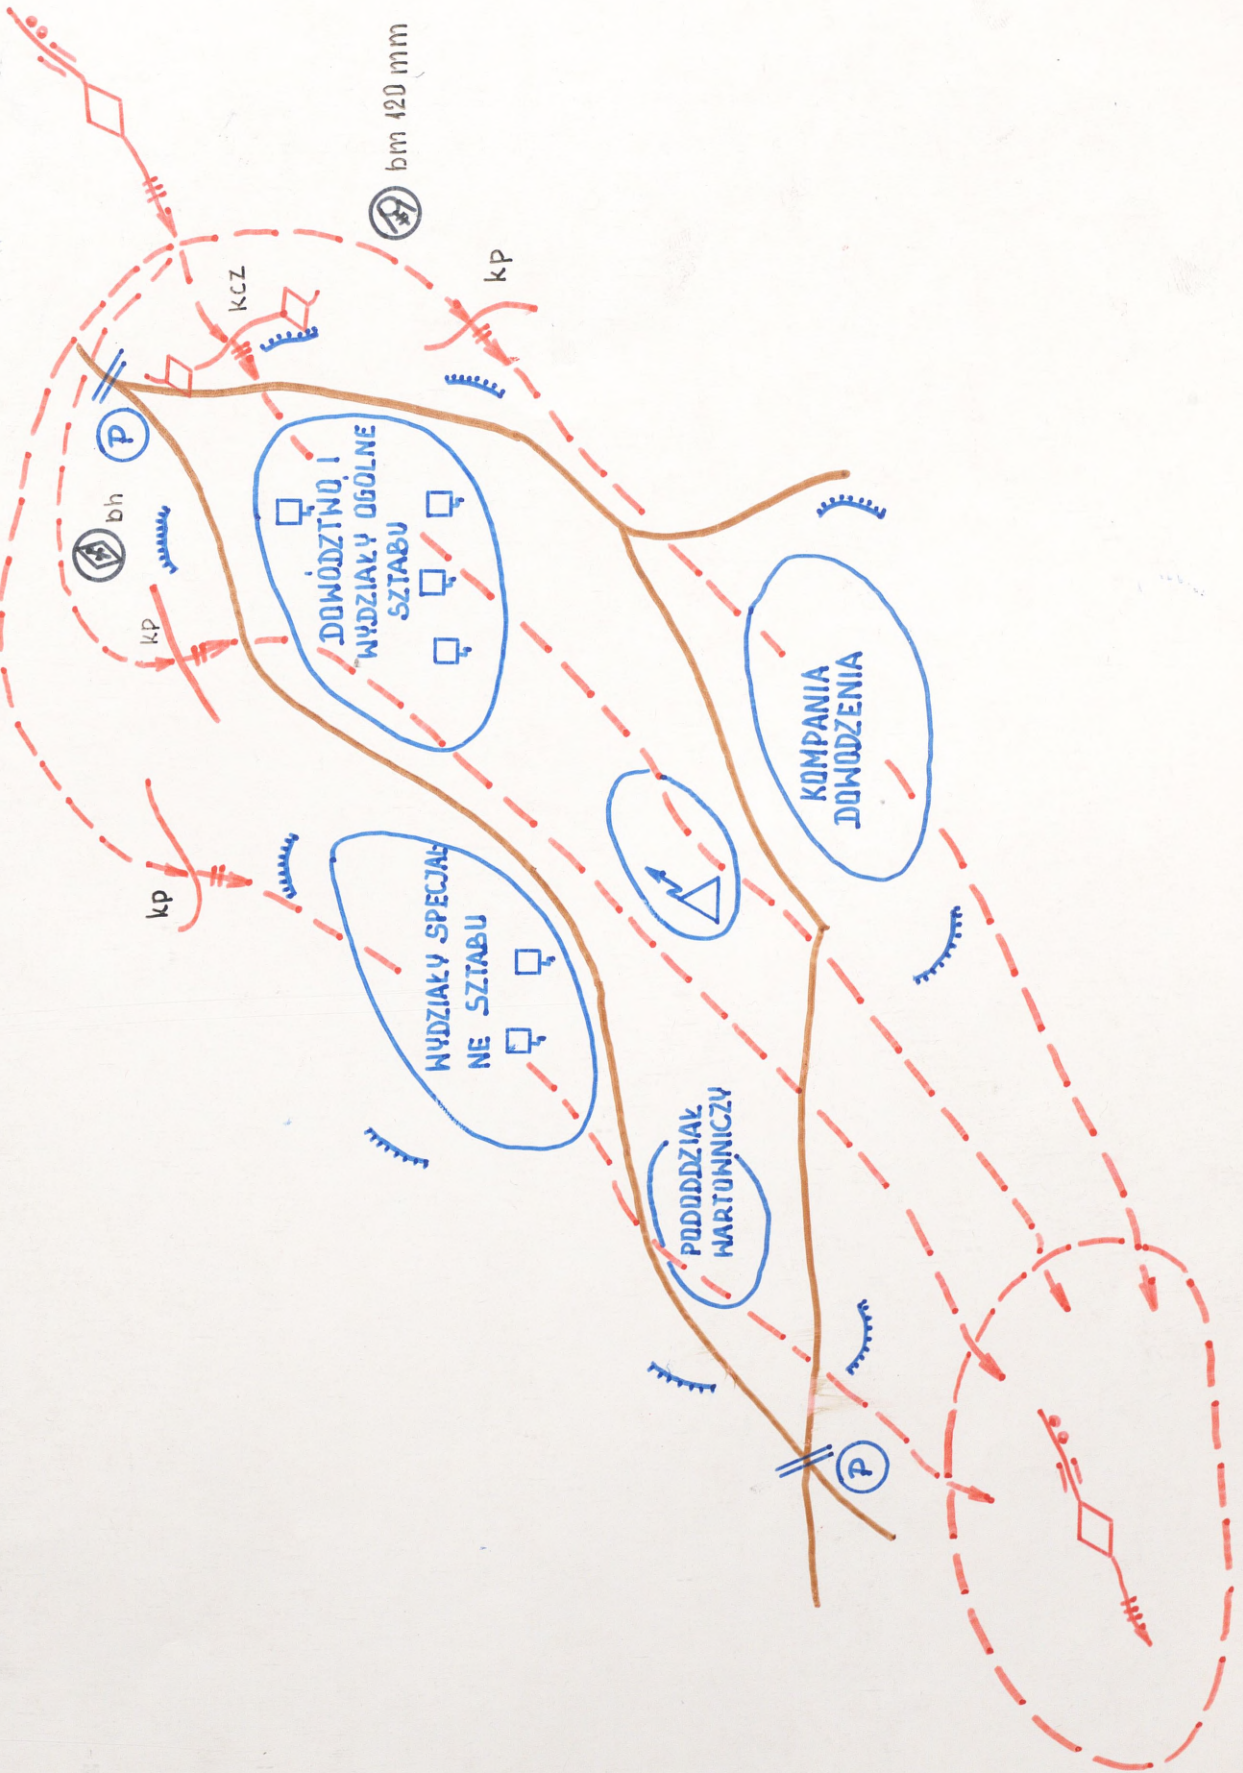 bm 120 mm
kp
kcz
P
bh
kp
kp
DOWÓDZTWO I
WYDZIAŁY OGÓLNE
SZTABU
WYDZIAŁY SPECJAL-
NE SZTABU
KOMPANIA
DOWODZENIA
PODODDZIAŁ
WARTOWNICZY
P